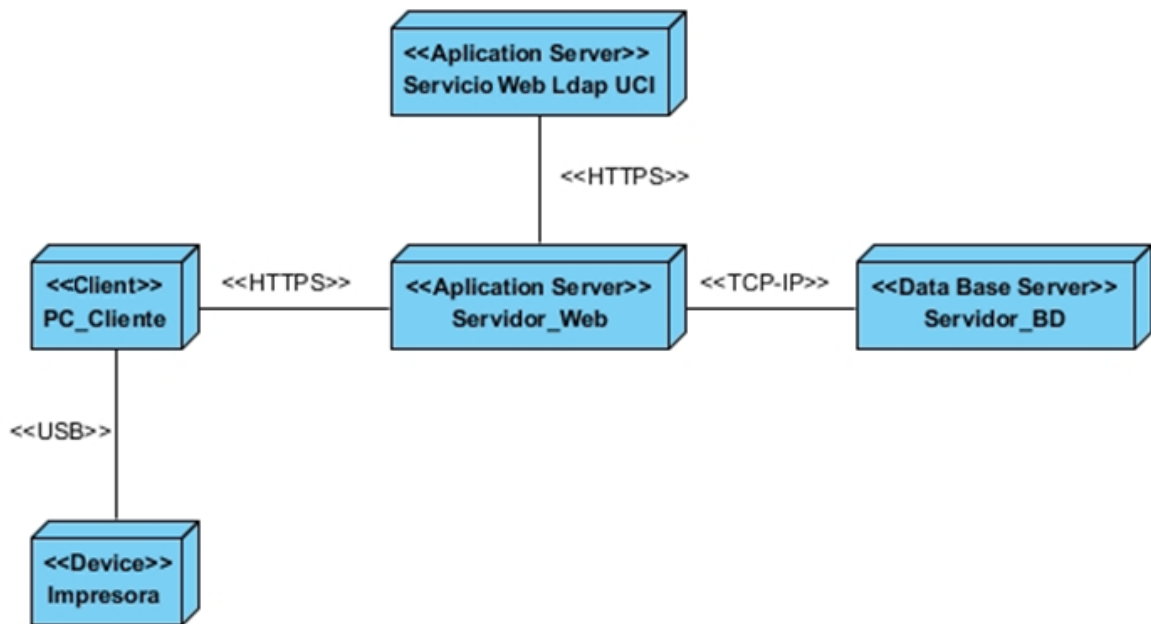 <<Aplication Server>>
Servicio Web Ldap UCI
<<HTTPS>>
<<Client>>
PC_Cliente
<<HTTPS>>
<<Aplication Server>>
Servidor_Web
<<TCP-IP>>
<<Data Base Server>>
Servidor_BD
<<USB>>
<<Device>>
Impresora